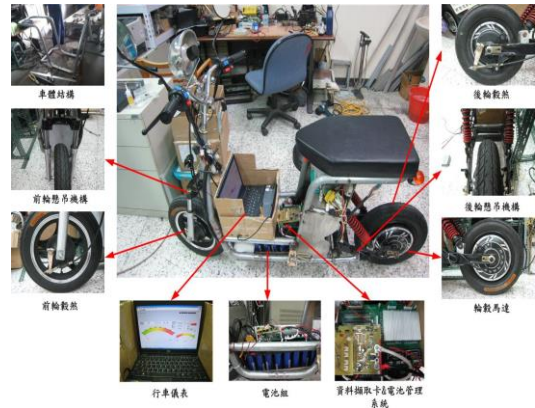 車體結構
後輪轂煞
前輪懸吊機構
後輪懸吊機構
前輪轂煞
輪轂馬達
行車儀表
電池組
資料擷取卡&電池管理
系統